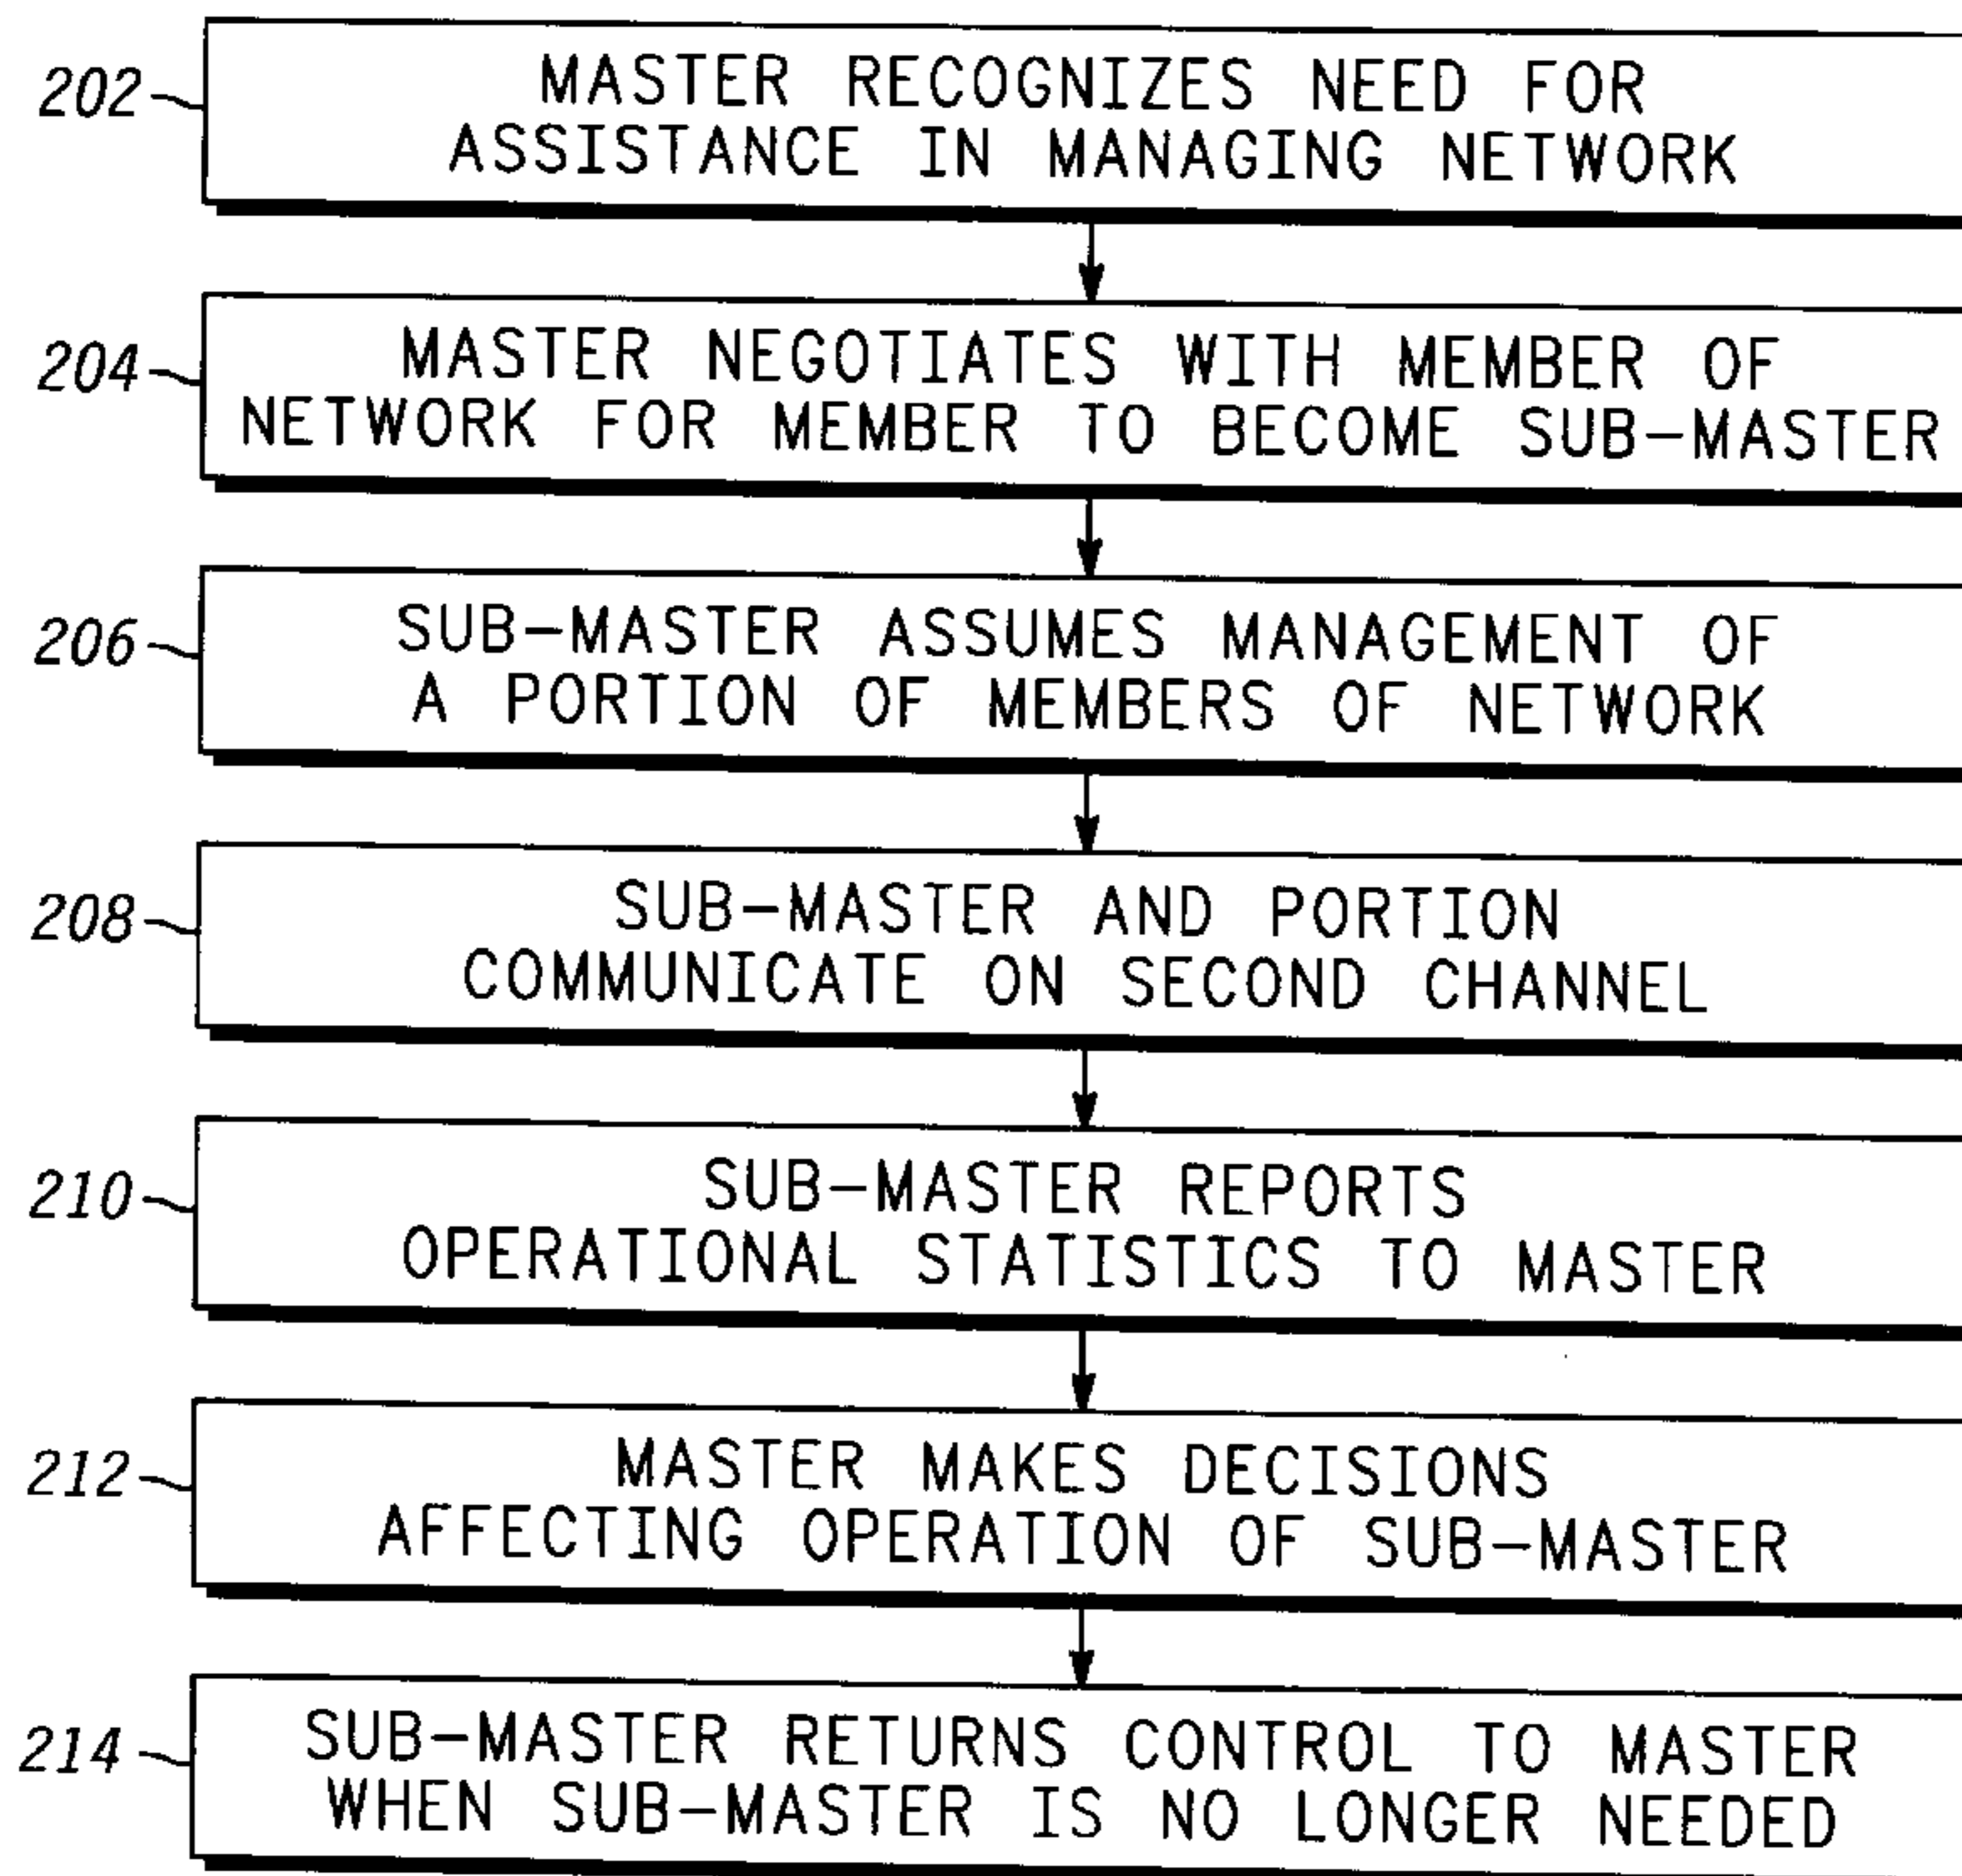 202
MASTER RECOGNIZES NEED FOR
ASSISTANCE IN MANAGING NETWORK
204
MASTER NEGOTIATES WITH MEMBER OF
NETWORK FOR MEMBER TO BECOME SUB-MASTER
206
SUB-MASTER ASSUMES MANAGEMENT OF
A PORTION OF MEMBERS OF NETWORK
208
SUB-MASTER AND PORTION
COMMUNICATE ON SECOND CHANNEL
210
SUB-MASTER REPORTS
OPERATIONAL STATISTICS TO MASTER
212
MASTER MAKES DECISIONS
AFFECTING OPERATION OF SUB-MASTER
214
SUB-MASTER RETURNS CONTROL TO MASTER
WHEN SUB-MASTER IS NO LONGER NEEDED